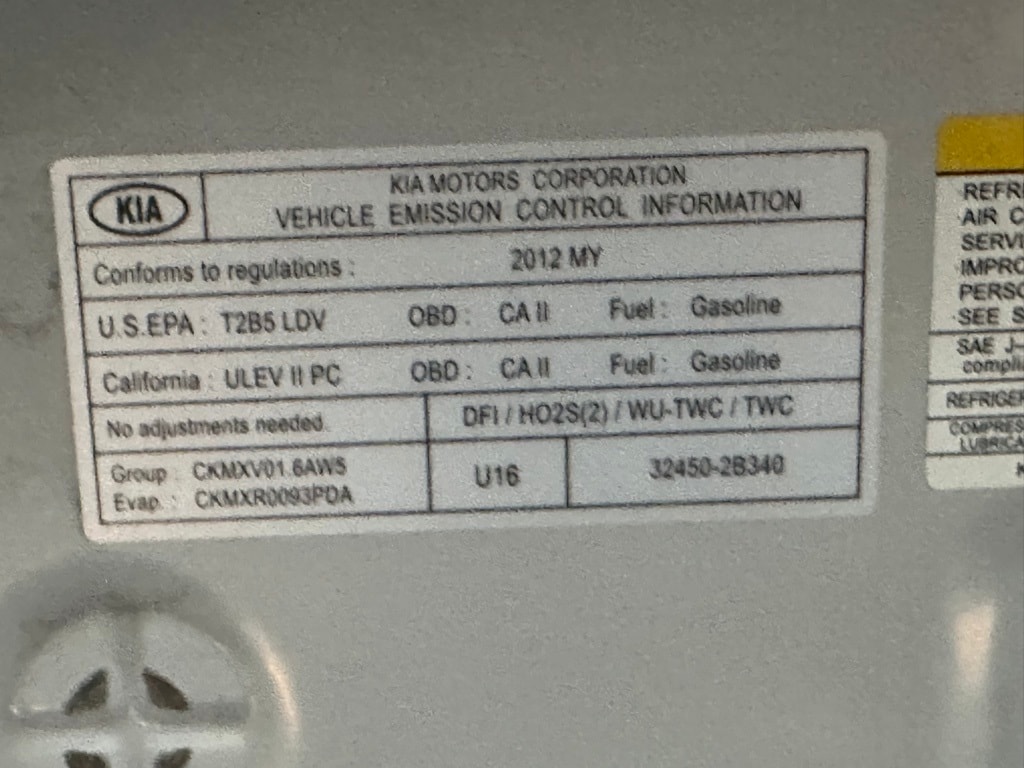 KIA
KIA MOTORS CORPORATION
VEHICLE EMISSION CONTROL INFORMATION
Conforms to regulations : 2012 MY
U.S.EPA : T2B5 LDV OBD : CA II Fuel : Gasoline
California : ULEV II PC OBD : CA II Fuel : Gasoline
No adjustments needed.
DFI / HO2S(2) / WU-TWC / TWC
Group : CKMXV01.6AW5
Evap. : CKMXR0093PDA
U16
32450-2B340
REFRI
AIR C
SERVI
IMPRO
PERSO
SEE S
SAE J-
compli
REFRIGER
COMPRES
LUBRICA